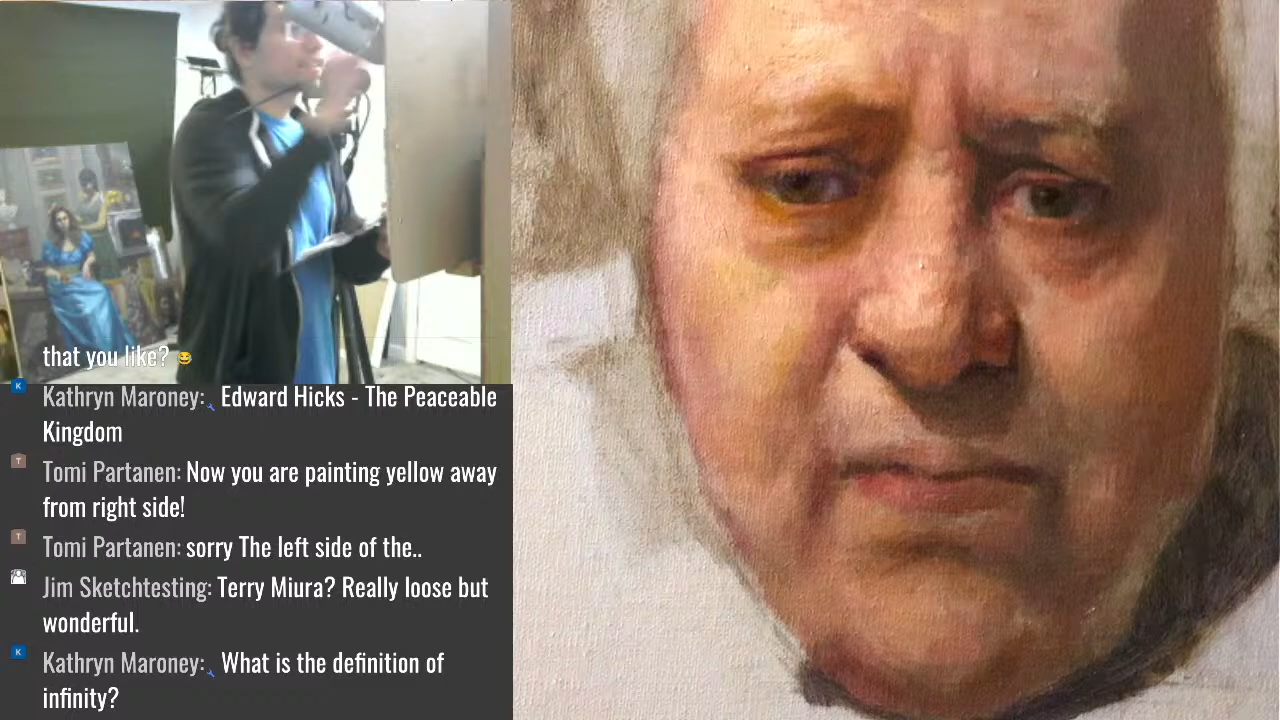 that you like? 😂
K
Kathryn Maroney: Edward Hicks - The Peaceable
Kingdom
T
Tomi Partanen: Now you are painting yellow away
from right side!
T
Tomi Partanen: sorry The left side of the..
Jim Sketchtesting: Terry Miura? Really loose but
wonderful.
K
Kathryn Maroney: What is the definition of
infinity?